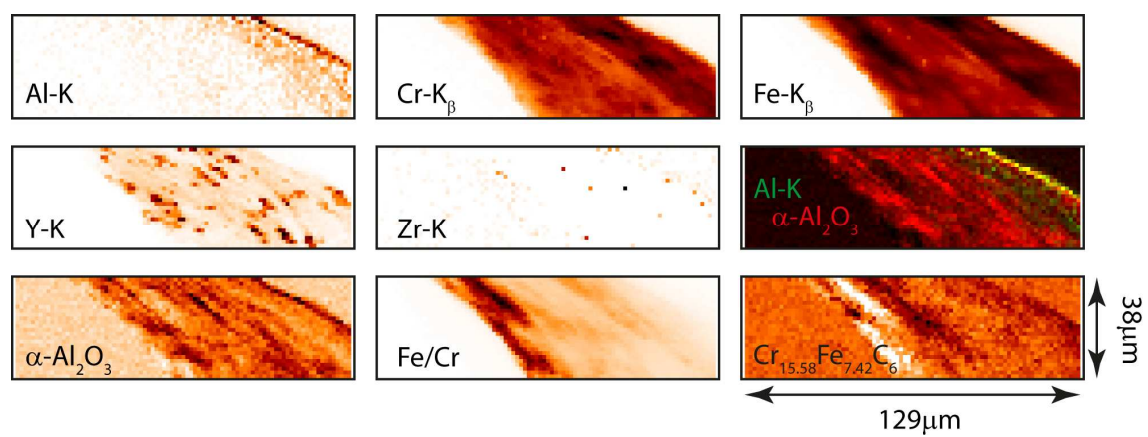 Al-K
Cr-Kβ
Fe-Kβ
Y-K
Zr-K
Al-K
α-Al₂O₃
α-Al₂O₃
Fe/Cr
Cr₁₅.₅₈Fe₇.₄₂C₆
38μm
129μm